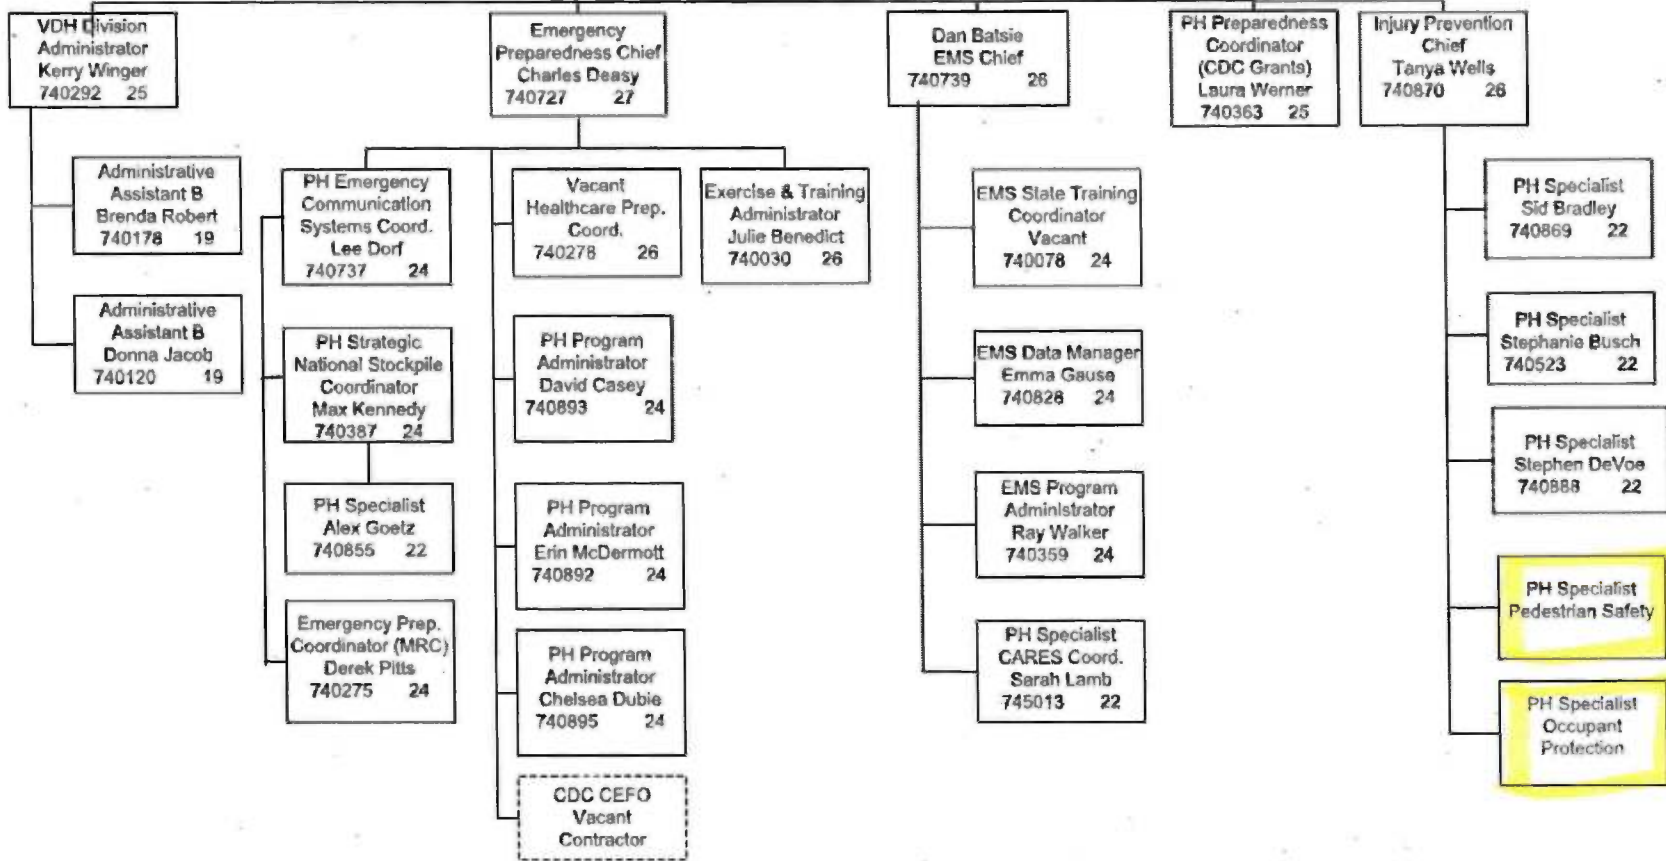 VDH Division
Administrator
Kerry Winger
740292 25
Emergency
Preparedness Chief
Charles Deasy
740727 27
Dan Batsie
EMS Chief
740739 26
PH Preparedness
Coordinator
(CDC Grants)
Laura Werner
740363 25
Injury Prevention
Chief
Tanya Wells
740870 26
Administrative
Assistant B
Brenda Robert
740178 19
Administrative
Assistant B
Donna Jacob
740120 19
PH Emergency
Communication
Systems Coord.
Lee Dorf
740737 24
PH Strategic
National Stockpile
Coordinator
Max Kennedy
740387 24
PH Specialist
Alex Goetz
740855 22
Emergency Prep.
Coordinator (MRC)
Derek Pitts
740275 24
Vacant
Healthcare Prep.
Coord.
740278 26
PH Program
Administrator
David Casey
740893 24
PH Program
Administrator
Erin McDermott
740892 24
PH Program
Administrator
Chelsea Dubie
740895 24
CDC CEFO
Vacant
Contractor
Exercise & Training
Administrator
Julie Benedict
740030 26
EMS State Training
Coordinator
Vacant
740078 24
EMS Data Manager
Emma Gause
740828 24
EMS Program
Administrator
Ray Walker
740359 24
PH Specialist
CARES Coord.
Sarah Lamb
745013 22
PH Specialist
Sid Bradley
740869 22
PH Specialist
Stephanie Busch
740523 22
PH Specialist
Stephen DeVoe
740888 22
PH Specialist
Pedestrian Safety
PH Specialist
Occupant
Protection